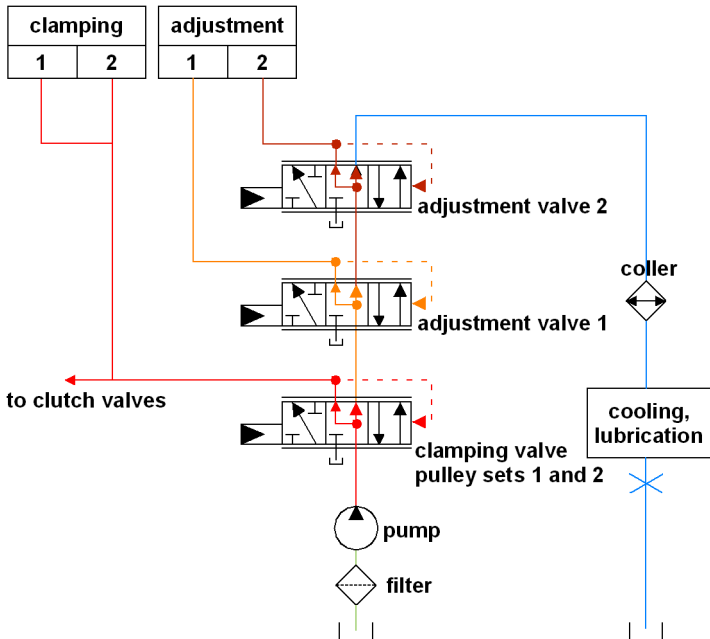 clamping
1 2
adjustment
1 2
adjustment valve 2
coller
adjustment valve 1
to clutch valves
cooling,
lubrication
clamping valve
pulley sets 1 and 2
pump
filter